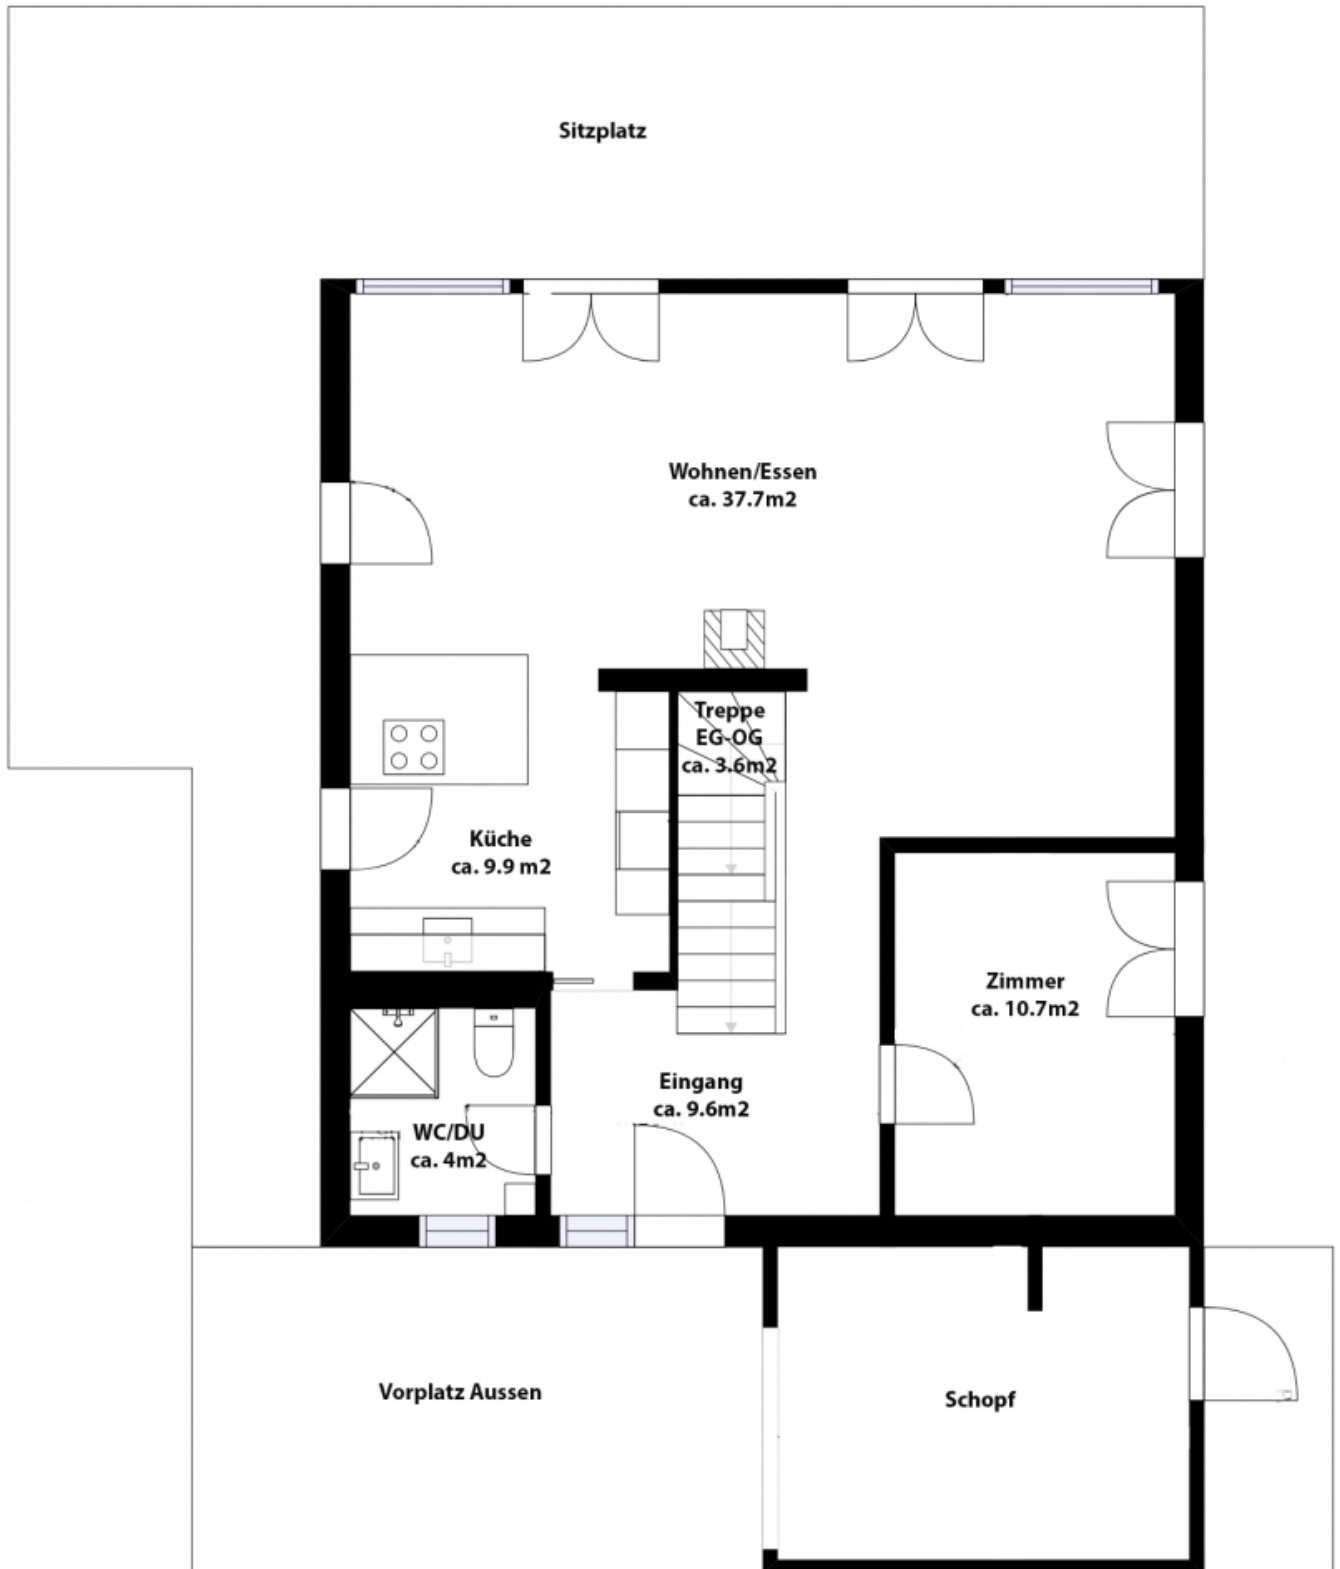 Sitzplatz
Wohnen/Essen
ca. 37.7m2
Treppe
EG-OG
ca. 3.6m2
Küche
ca. 9.9 m2
Zimmer
ca. 10.7m2
Eingang
ca. 9.6m2
WC/DU
ca. 4m2
Vorplatz Aussen
Schopf